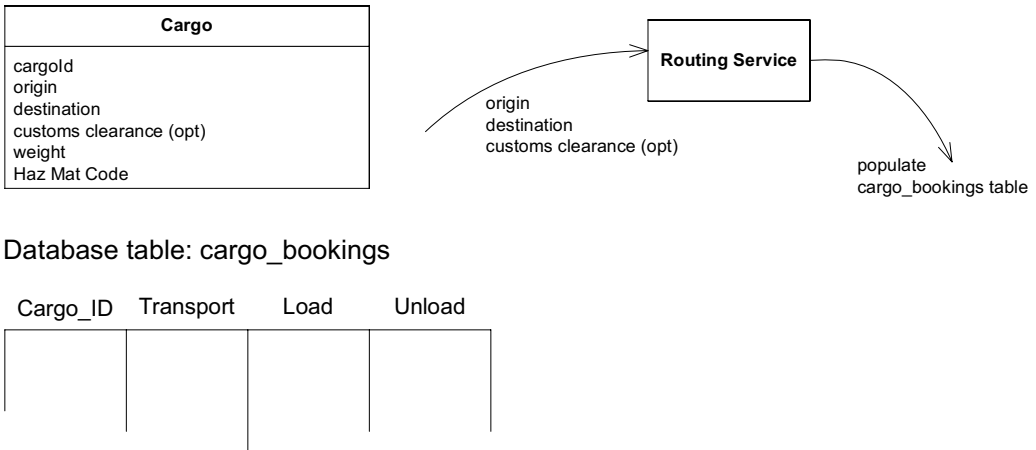 Cargo
cargoId
origin
destination
customs clearance (opt)
weight
Haz Mat Code
Routing Service
origin
destination
customs clearance (opt)
populate
cargo_bookings table
Database table: cargo_bookings
Cargo_ID Transport Load Unload